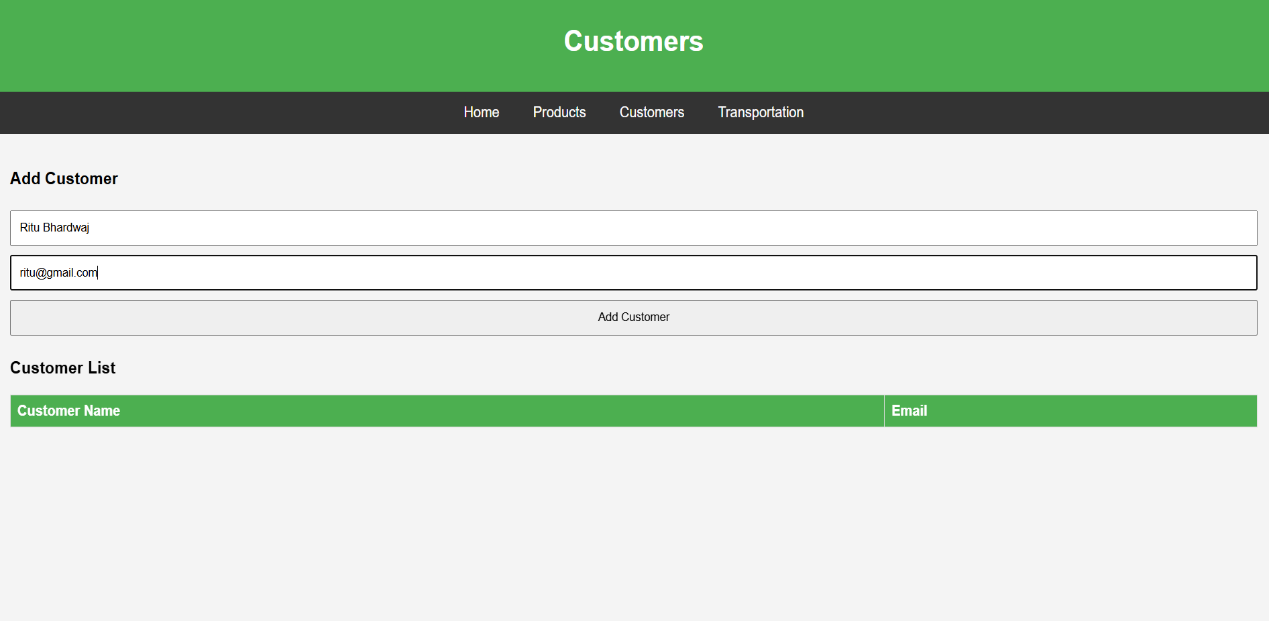 Customers
Home Products Customers Transportation
Add Customer
Ritu Bhardwaj
ritu@gmail.com
Add Customer
Customer List
Customer Name Email